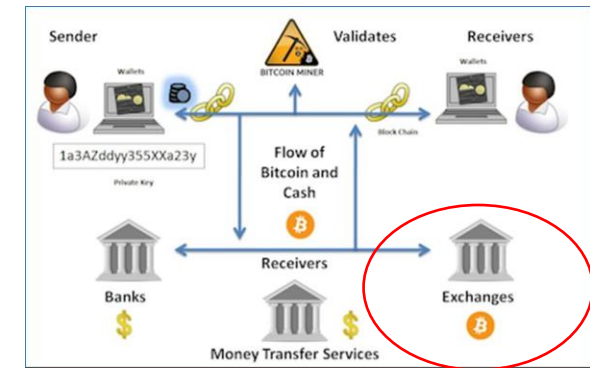 Sender
Validates
Receivers
Wallets
BITCOIN MINER
Wallets
Block Chain
1a3AZddyy355XXa23y
Private Key
Flow of
Bitcoin and
Cash
Receivers
Banks
Exchanges
Money Transfer Services